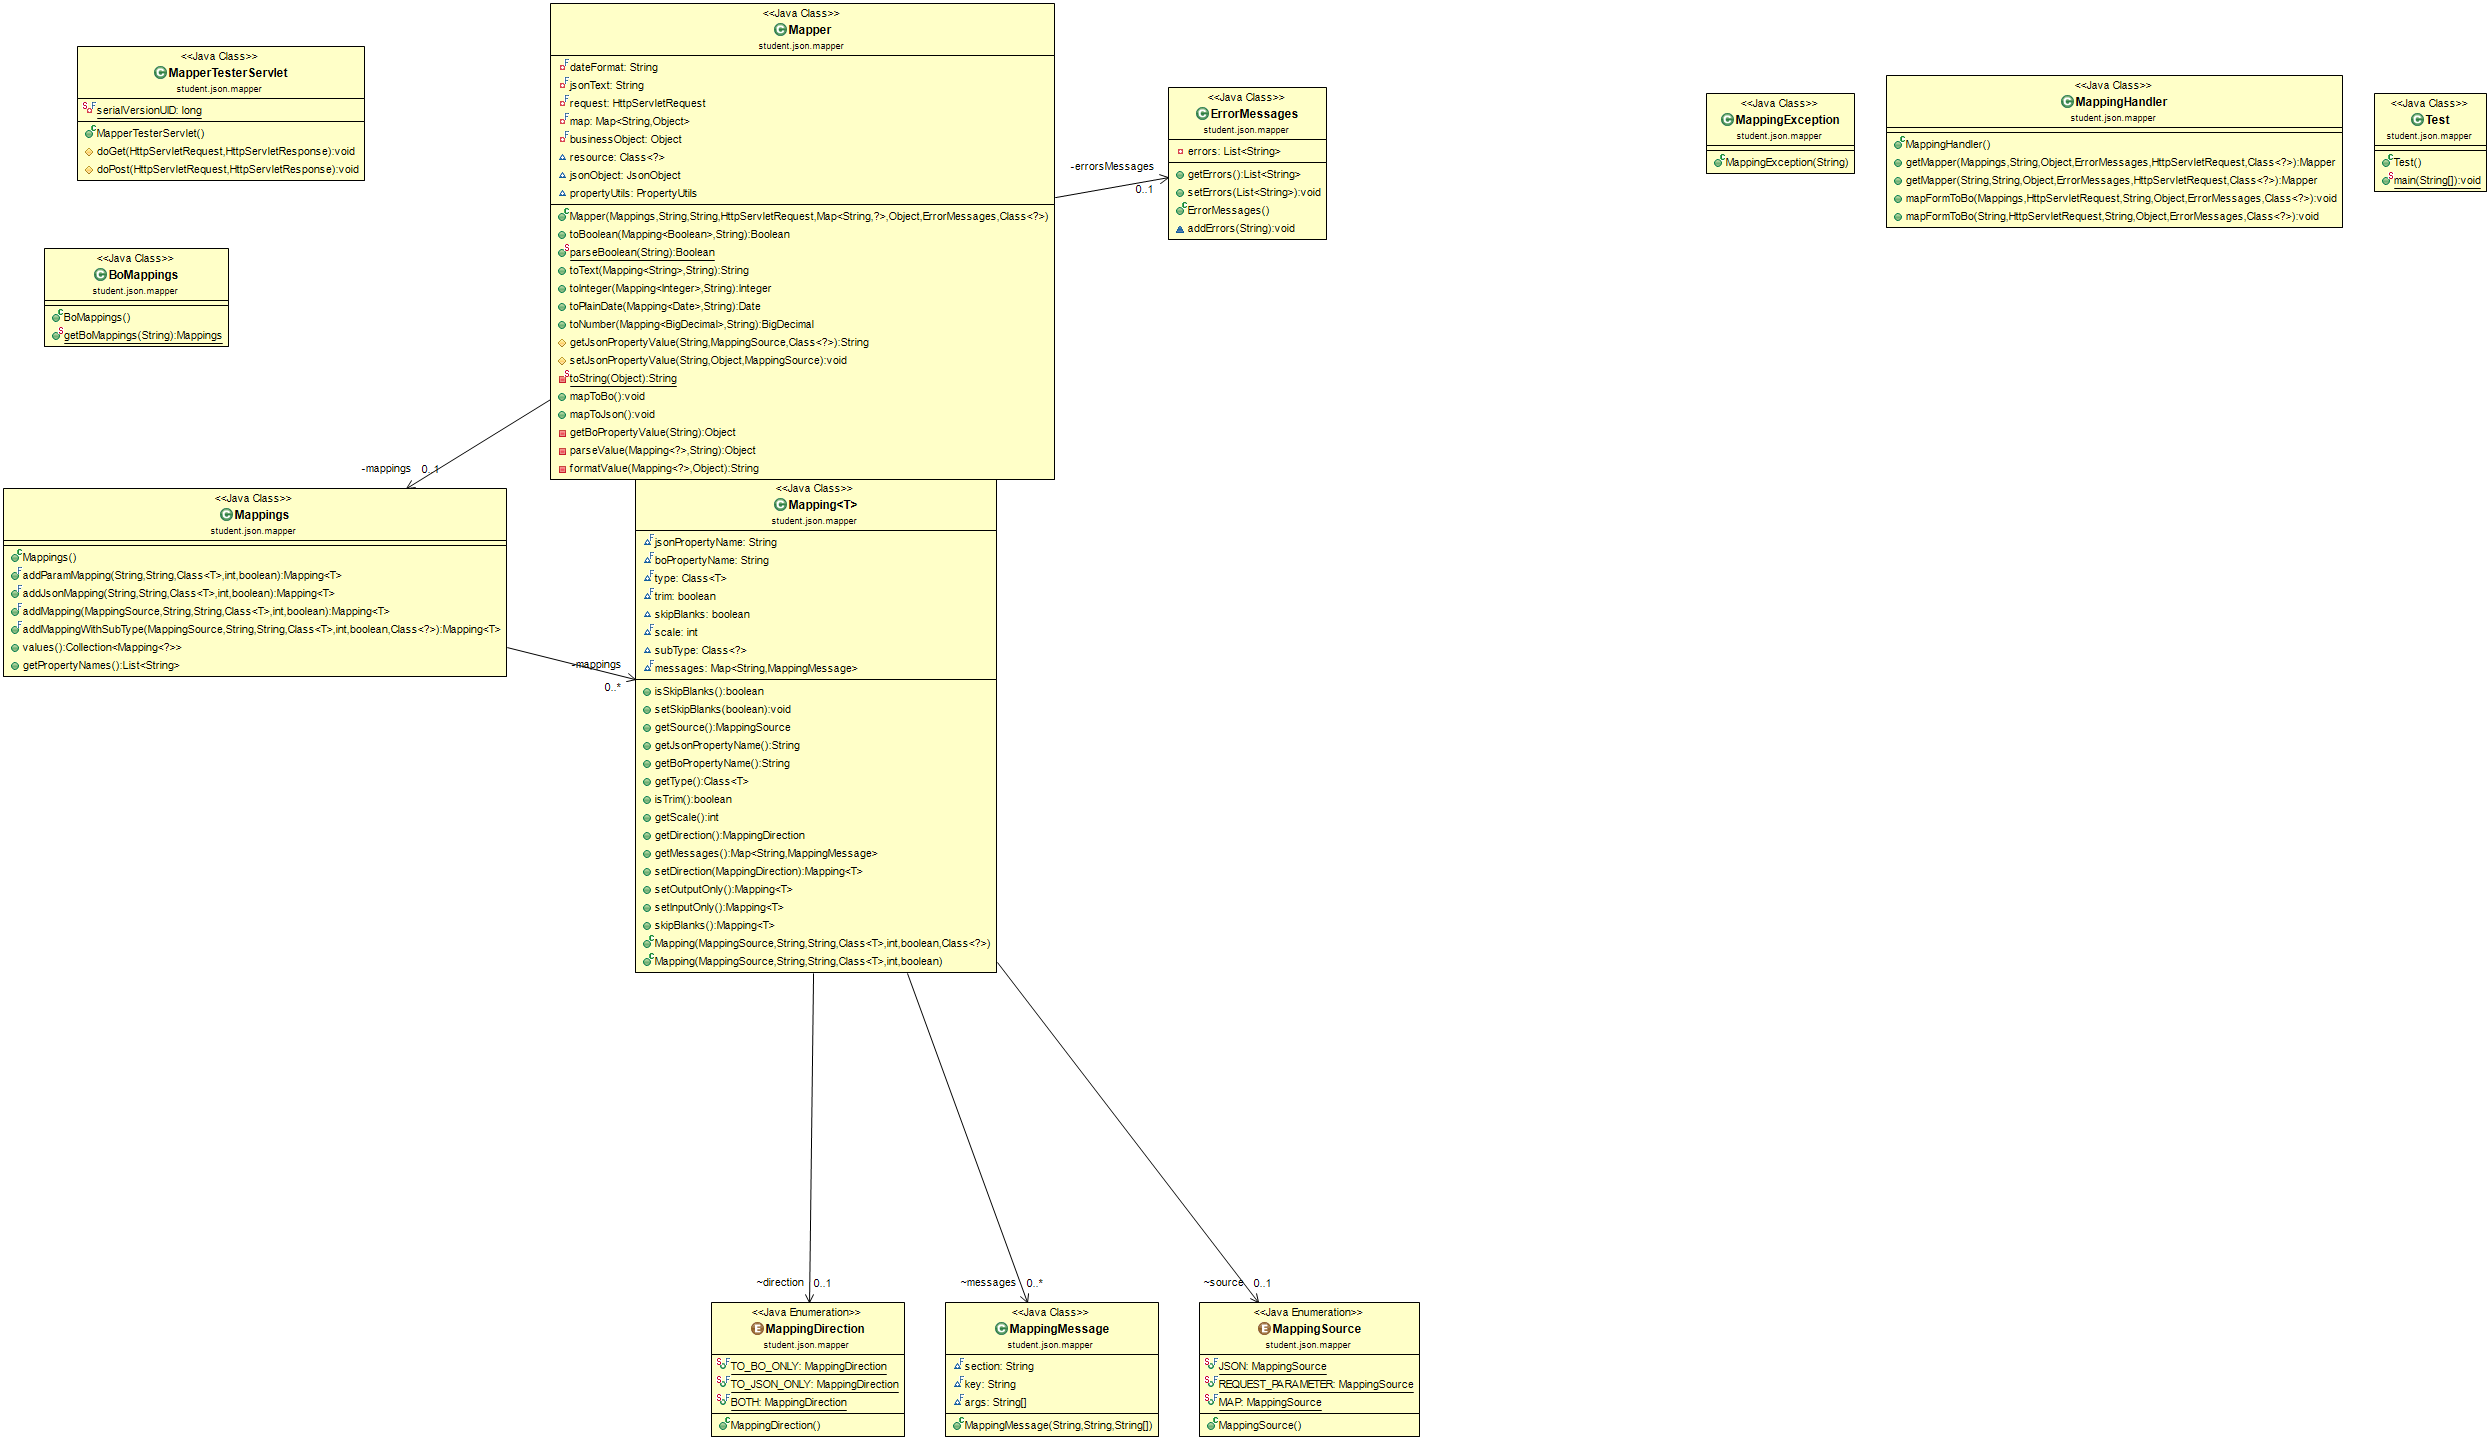 <<Java Class>>
MapperTesterServlet
student.json.mapper
serialVersionUID: long
MapperTesterServlet()
doGet(HttpServletRequest,HttpServletResponse):void
doPost(HttpServletRequest,HttpServletResponse):void
<<Java Class>>
BoMappings
student.json.mapper
BoMappings()
getBoMappings(String):Mappings
<<Java Class>>
Mapper
student.json.mapper
dateFormat: String
jsonText: String
request: HttpServletRequest
map: Map<String,Object>
businessObject: Object
resource: Class<?>
jsonObject: JsonObject
propertyUtils: PropertyUtils
Mapper(Mappings,String,String,HttpServletRequest,Map<String,?>,Object,ErrorMessages,Class<?>)
toBoolean(Mapping<Boolean>,String):Boolean
parseBoolean(String):Boolean
toText(Mapping<String>,String):String
toInteger(Mapping<Integer>,String):Integer
toPlainDate(Mapping<Date>,String):Date
toNumber(Mapping<BigDecimal>,String):BigDecimal
getJsonPropertyValue(String,MappingSource,Class<?>):String
setJsonPropertyValue(String,Object,MappingSource):void
toString(Object):String
mapToBo():void
mapToJson():void
getBoPropertyValue(String):Object
parseValue(Mapping<?>,String):Object
formatValue(Mapping<?>,Object):String
-errorsMessages
0..1
<<Java Class>>
ErrorMessages
student.json.mapper
errors: List<String>
getErrors():List<String>
setErrors(List<String>):void
ErrorMessages()
addErrors(String):void
<<Java Class>>
MappingException
student.json.mapper
MappingException(String)
<<Java Class>>
MappingHandler
student.json.mapper
MappingHandler()
getMapper(Mappings,String,Object,ErrorMessages,HttpServletRequest,Class<?>):Mapper
getMapper(String,String,Object,ErrorMessages,HttpServletRequest,Class<?>):Mapper
mapFormToBo(Mappings,HttpServletRequest,String,Object,ErrorMessages,Class<?>):void
mapFormToBo(String,HttpServletRequest,String,Object,ErrorMessages,Class<?>):void
<<Java Class>>
Test
student.json.mapper
Test()
main(String[]):void
-mappings 0..1
<<Java Class>>
Mappings
student.json.mapper
Mappings()
addParamMapping(String,String,Class<T>,int,boolean):Mapping<T>
addJsonMapping(String,String,Class<T>,int,boolean):Mapping<T>
addMapping(MappingSource,String,String,Class<T>,int,boolean):Mapping<T>
addMappingWithSubType(MappingSource,String,String,Class<T>,int,boolean,Class<?>):Mapping<T>
values():Collection<Mapping<?>>
getPropertyNames():List<String>
-mappings
0..*
<<Java Class>>
Mapping<T>
student.json.mapper
jsonPropertyName: String
boPropertyName: String
type: Class<T>
trim: boolean
skipBlanks: boolean
scale: int
subType: Class<?>
messages: Map<String,MappingMessage>
isSkipBlanks():boolean
setSkipBlanks(boolean):void
getSource():MappingSource
getJsonPropertyName():String
getBoPropertyName():String
getType():Class<T>
isTrim():boolean
getScale():int
getDirection():MappingDirection
getMessages():Map<String,MappingMessage>
setDirection(MappingDirection):Mapping<T>
setOutputOnly():Mapping<T>
setInputOnly():Mapping<T>
skipBlanks():Mapping<T>
Mapping(MappingSource,String,String,Class<T>,int,boolean,Class<?>)
Mapping(MappingSource,String,String,Class<T>,int,boolean)
~direction 0..1
~messages 0..*
~source 0..1
<<Java Enumeration>>
MappingDirection
student.json.mapper
TO_BO_ONLY: MappingDirection
TO_JSON_ONLY: MappingDirection
BOTH: MappingDirection
MappingDirection()
<<Java Class>>
MappingMessage
student.json.mapper
section: String
key: String
args: String[]
MappingMessage(String,String,String[])
<<Java Enumeration>>
MappingSource
student.json.mapper
JSON: MappingSource
REQUEST_PARAMETER: MappingSource
MAP: MappingSource
MappingSource()